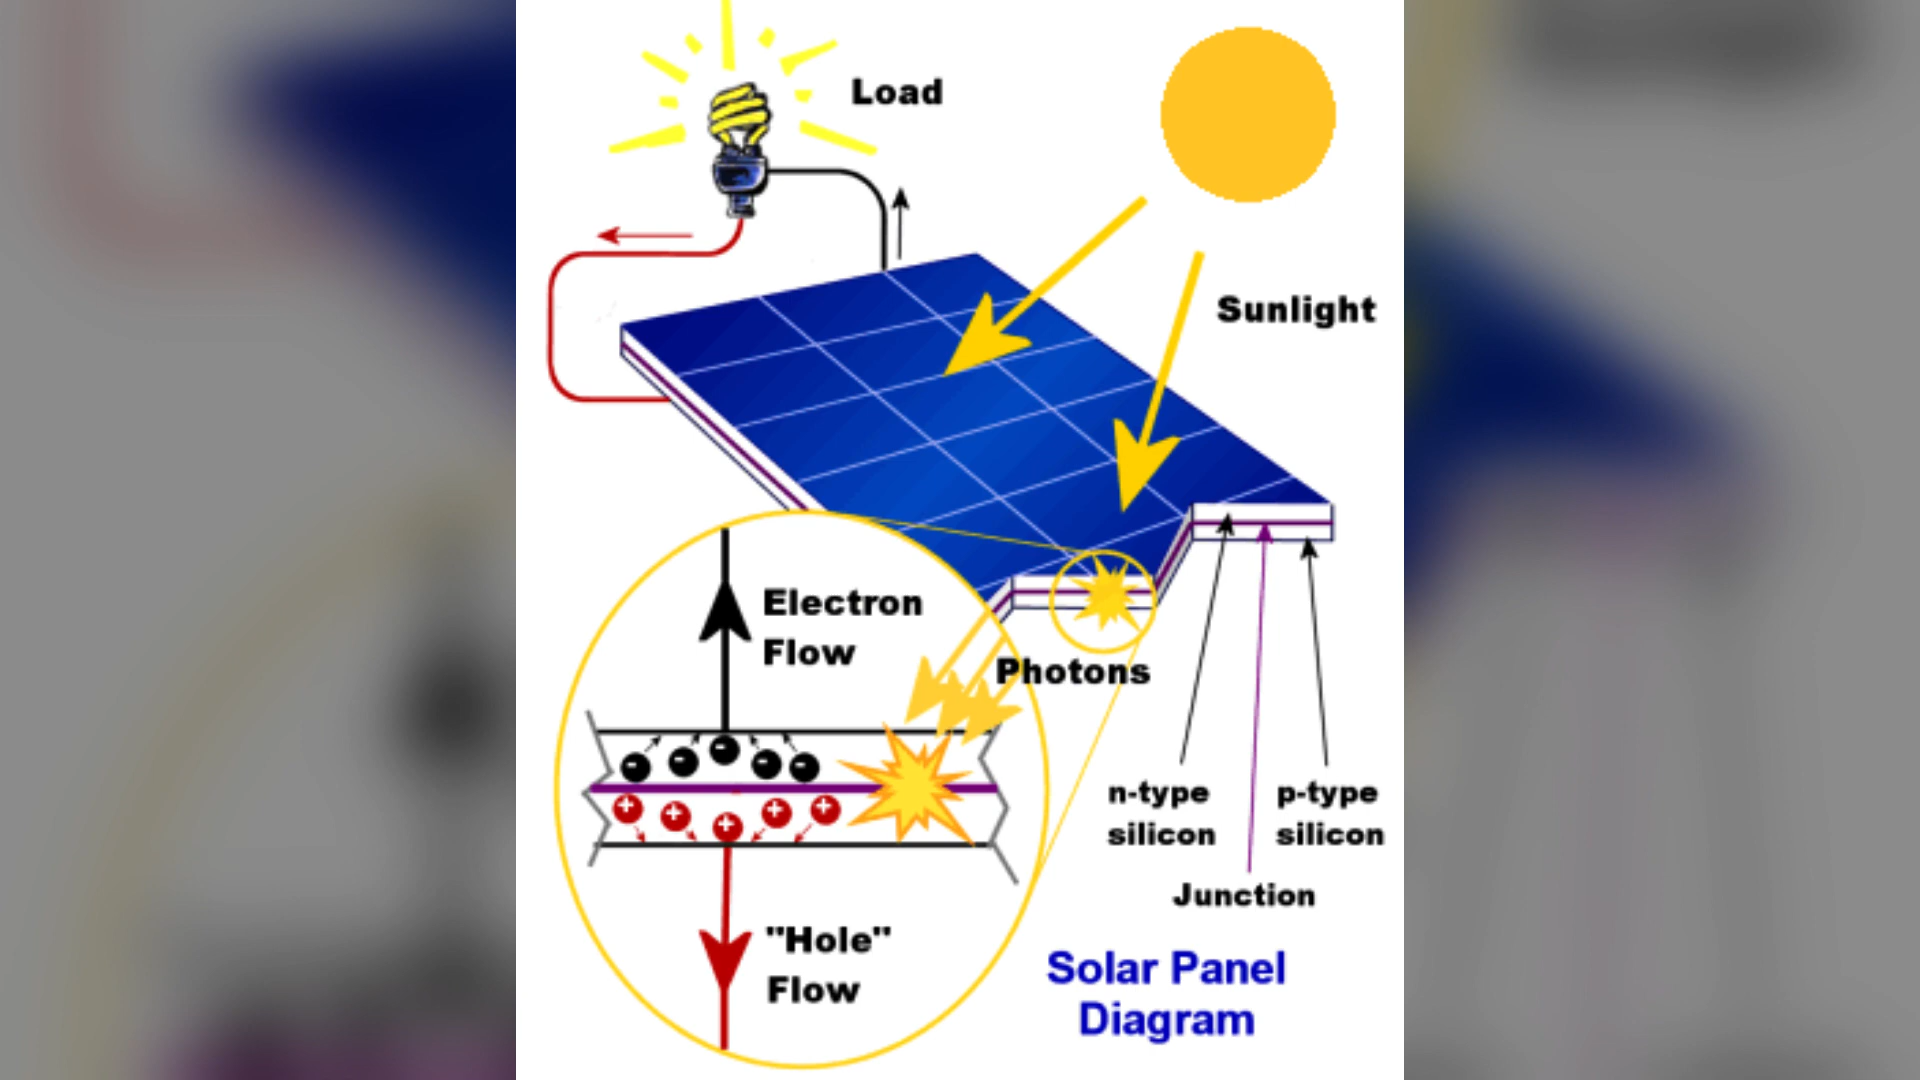 Load
Sunlight
Electron
Flow
Photons
n-type
silicon
p-type
silicon
Junction
"Hole"
Flow
Solar Panel
Diagram